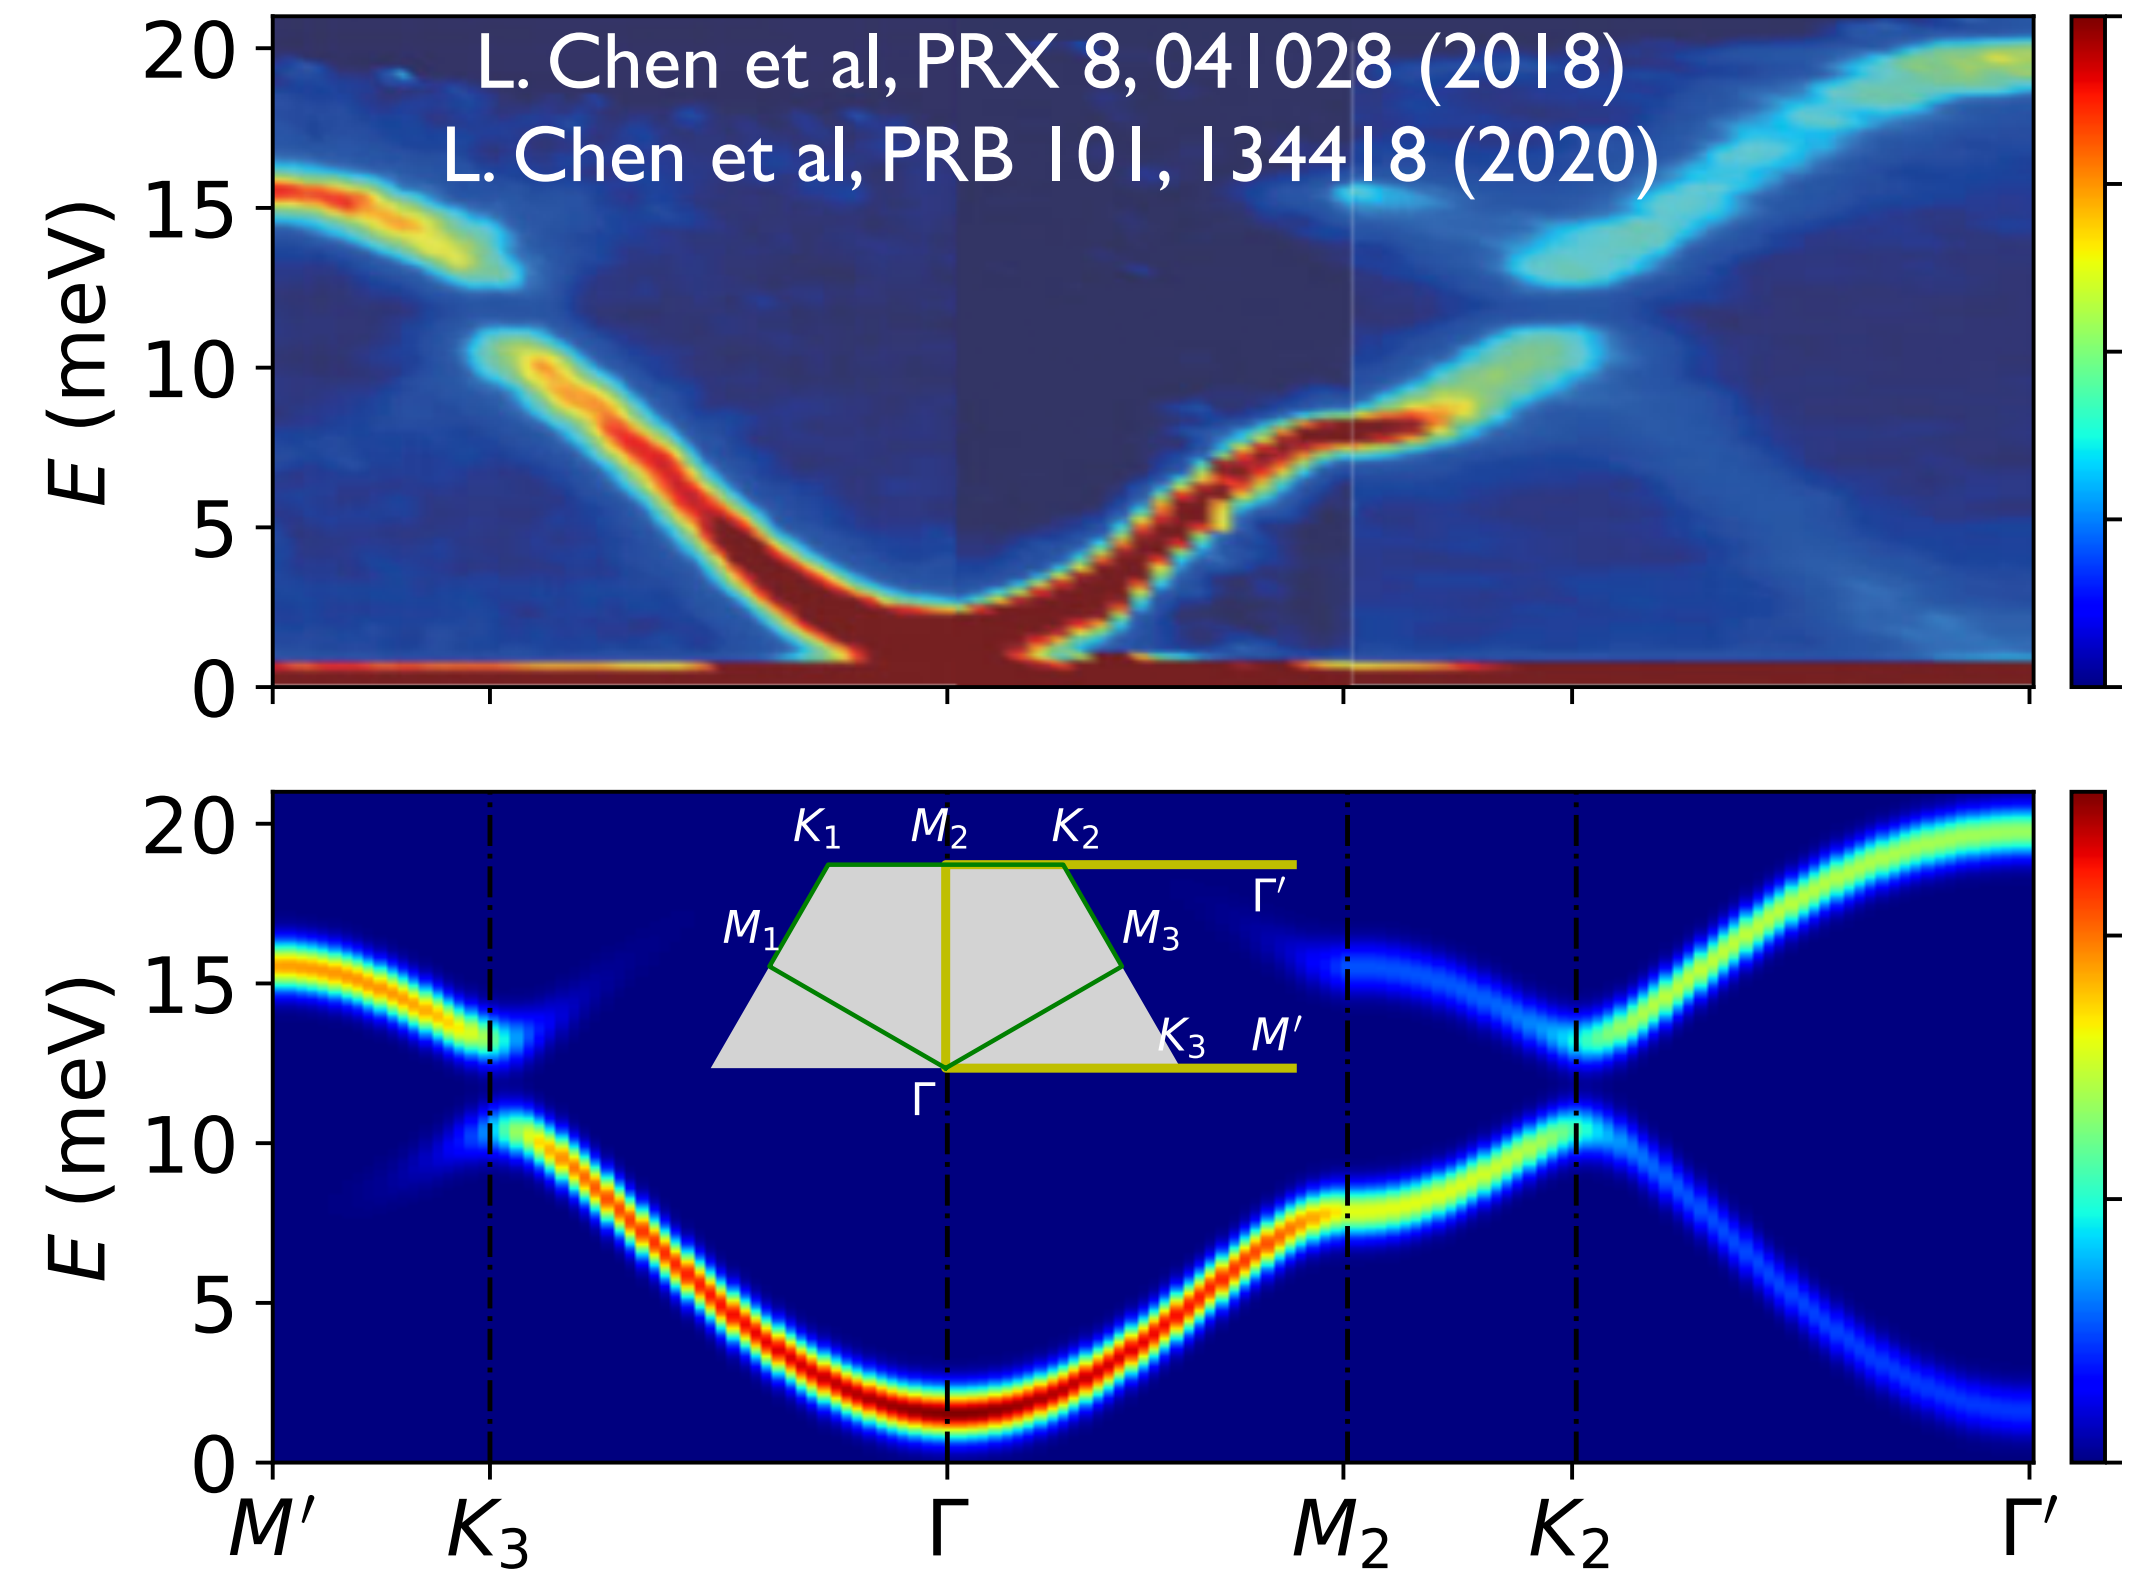 L. Chen et al, PRX 8, 041028 (2018)
L. Chen et al, PRB 101, 134418 (2020)
20
15
10
5
0
E (meV)
K₁ M₂ K₂
Γ′
M₁ M₃
K₃ M′
Γ
20
15
10
5
0
E (meV)
M′ K₃ Γ M₂ K₂ Γ′